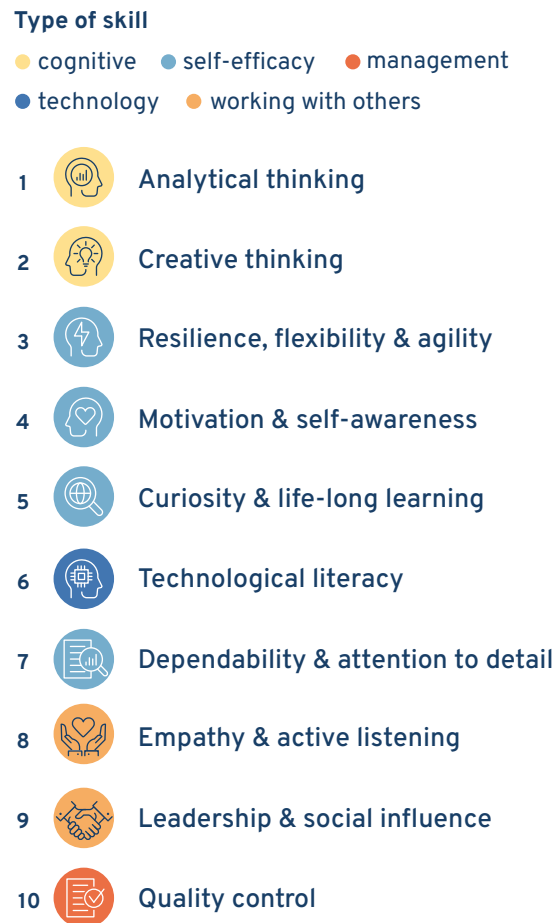 Type of skill
cognitive self-efficacy management
technology working with others
1 Analytical thinking
2 Creative thinking
3 Resilience, flexibility & agility
4 Motivation & self-awareness
5 Curiosity & life-long learning
6 Technological literacy
7 Dependability & attention to detail
8 Empathy & active listening
9 Leadership & social influence
10 Quality control